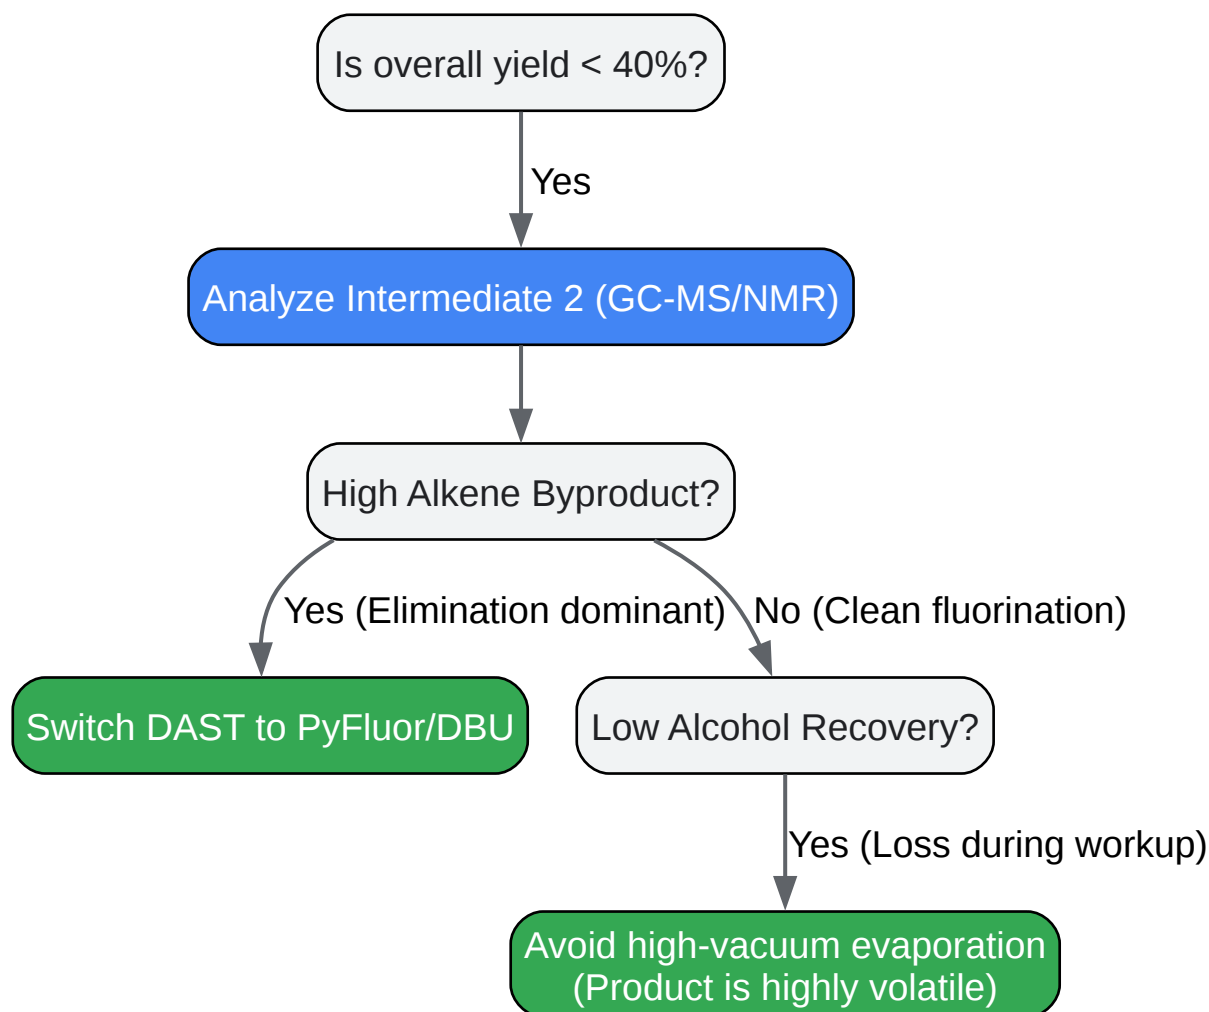 Is overall yield < 40%?
Yes
Analyze Intermediate 2 (GC-MS/NMR)
High Alkene Byproduct?
Yes (Elimination dominant)
No (Clean fluorination)
Switch DAST to PyFluor/DBU
Low Alcohol Recovery?
Yes (Loss during workup)
Avoid high-vacuum evaporation
(Product is highly volatile)